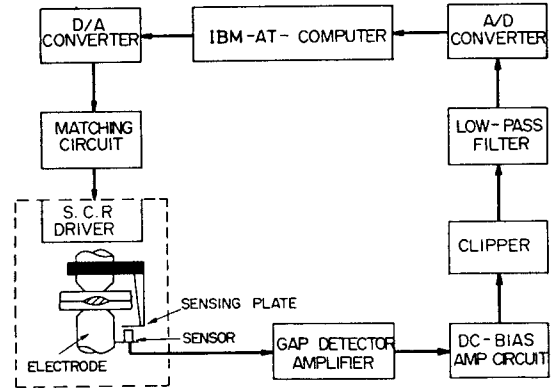 D/A
CONVERTER
IBM-AT-COMPUTER
A/D
CONVERTER
MATCHING
CIRCUIT
LOW-PASS
FILTER
S.C.R
DRIVER
CLIPPER
SENSING PLATE
SENSOR
ELECTRODE
GAP DETECTOR
AMPLIFIER
DC-BIAS
AMP CIRCUIT